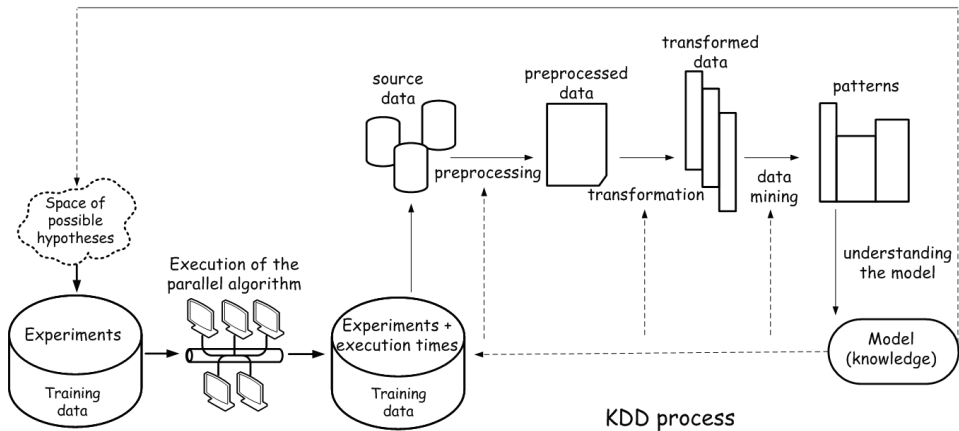 transformed
data
preprocessed
data
source
data
patterns
preprocessing
transformation
data
mining
Space of
possible
hypotheses
understanding
the model
Execution of the
parallel algorithm
Experiments
Training
data
Experiments +
execution times
Training
data
Model
(knowledge)
KDD process